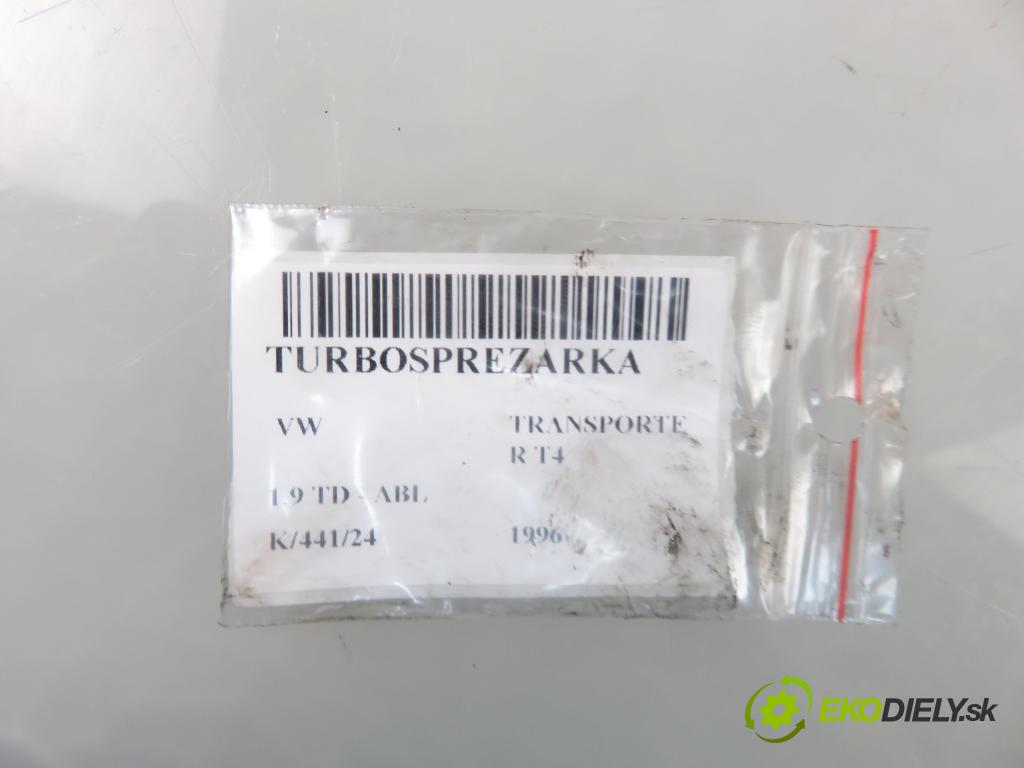 TURBOSPREZARKA
VW TRANSPORTE
R T4
1.9 TD - ABL
K/441/24 1996
EKODIELY.sk